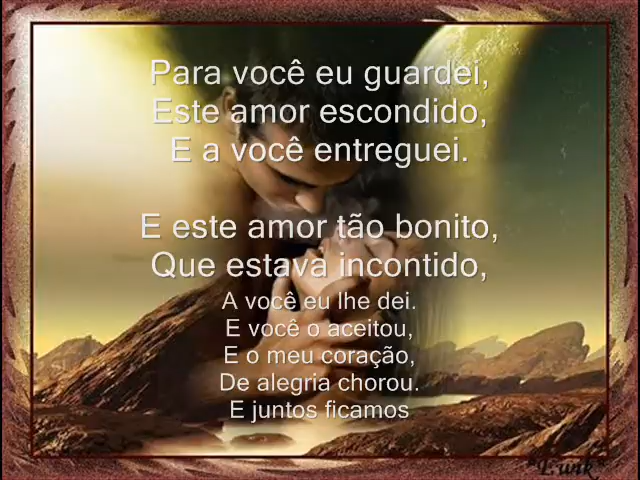 Para você eu guardei,
Este amor escondido,
E a você entreguei.
E este amor tão bonito,
Que estava incontido,
A você eu lhe dei.
E você o aceitou,
E o meu coração,
De alegria chorou.
E juntos ficamos